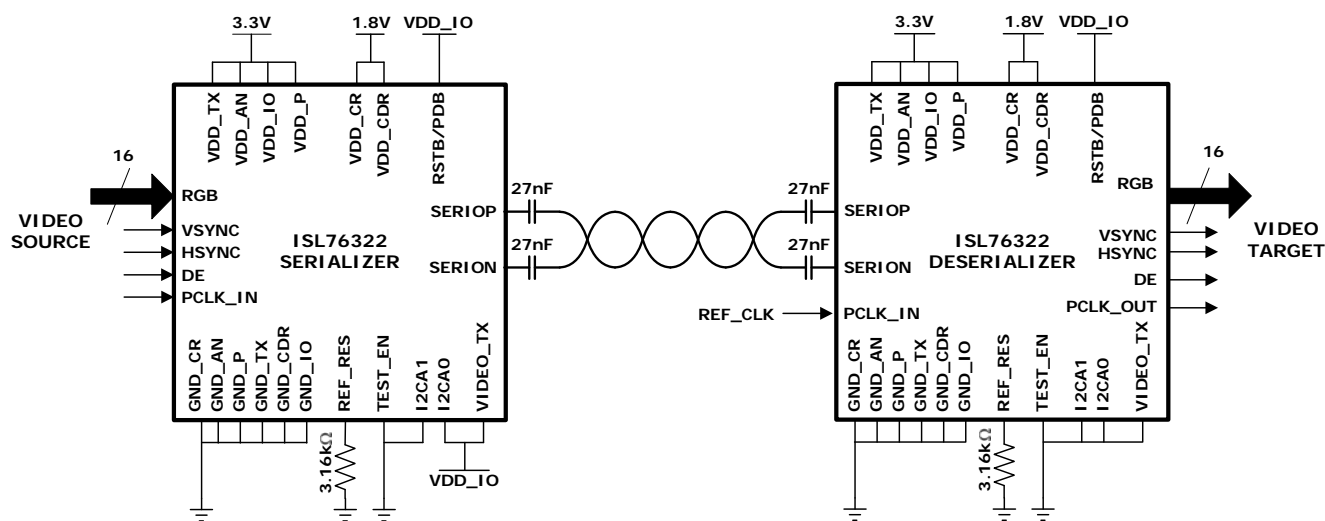 3.3V
1.8V
VDD_IO
VDD_TX
VDD_AN
VDD_IO
VDD_P
VDD_CR
VDD_CDR
RSTB/PDB
16
RGB
VIDEO
SOURCE
VSYNC
HSYNC
DE
PCLK_IN
ISL76322
SERIALIZER
SERIOP
SERION
27nF
27nF
GND_CR
GND_AN
GND_P
GND_TX
GND_CDR
GND_IO
REF_RES
TEST_EN
I2CA1
I2CA0
VIDEO_TX
3.16kΩ
VDD_IO
3.3V
1.8V
VDD_IO
VDD_TX
VDD_AN
VDD_IO
VDD_P
VDD_CR
VDD_CDR
RSTB/PDB
27nF
27nF
SERIOP
SERION
ISL76322
DESERIALIZER
REF_CLK
PCLK_IN
RGB
16
VSYNC
HSYNC
DE
PCLK_OUT
VIDEO
TARGET
GND_CR
GND_AN
GND_P
GND_TX
GND_CDR
GND_IO
REF_RES
TEST_EN
I2CA1
I2CA0
VIDEO_TX
3.16kΩ